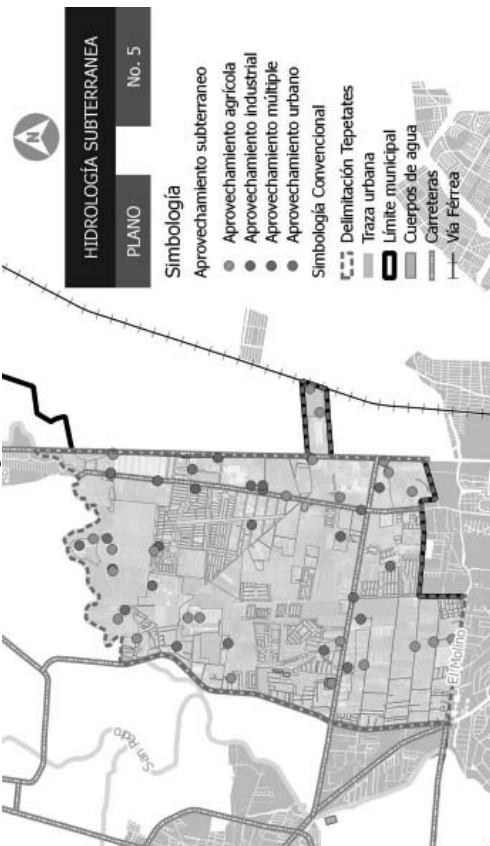 N
HIDROLOGÍA SUBTERRANEA
PLANO
No. 5
Simbología
Aprovechamiento subterraneo
Aprovechamiento agrícola
Aprovechamiento industrial
Aprovechamiento múltiple
Aprovechamiento urbano
Simbología Convencional
Delimitación Tepetates
Traza urbana
Límite municipal
Cuerpos de agua
Carreteras
Vía Férrea
San Pedro
El Molino